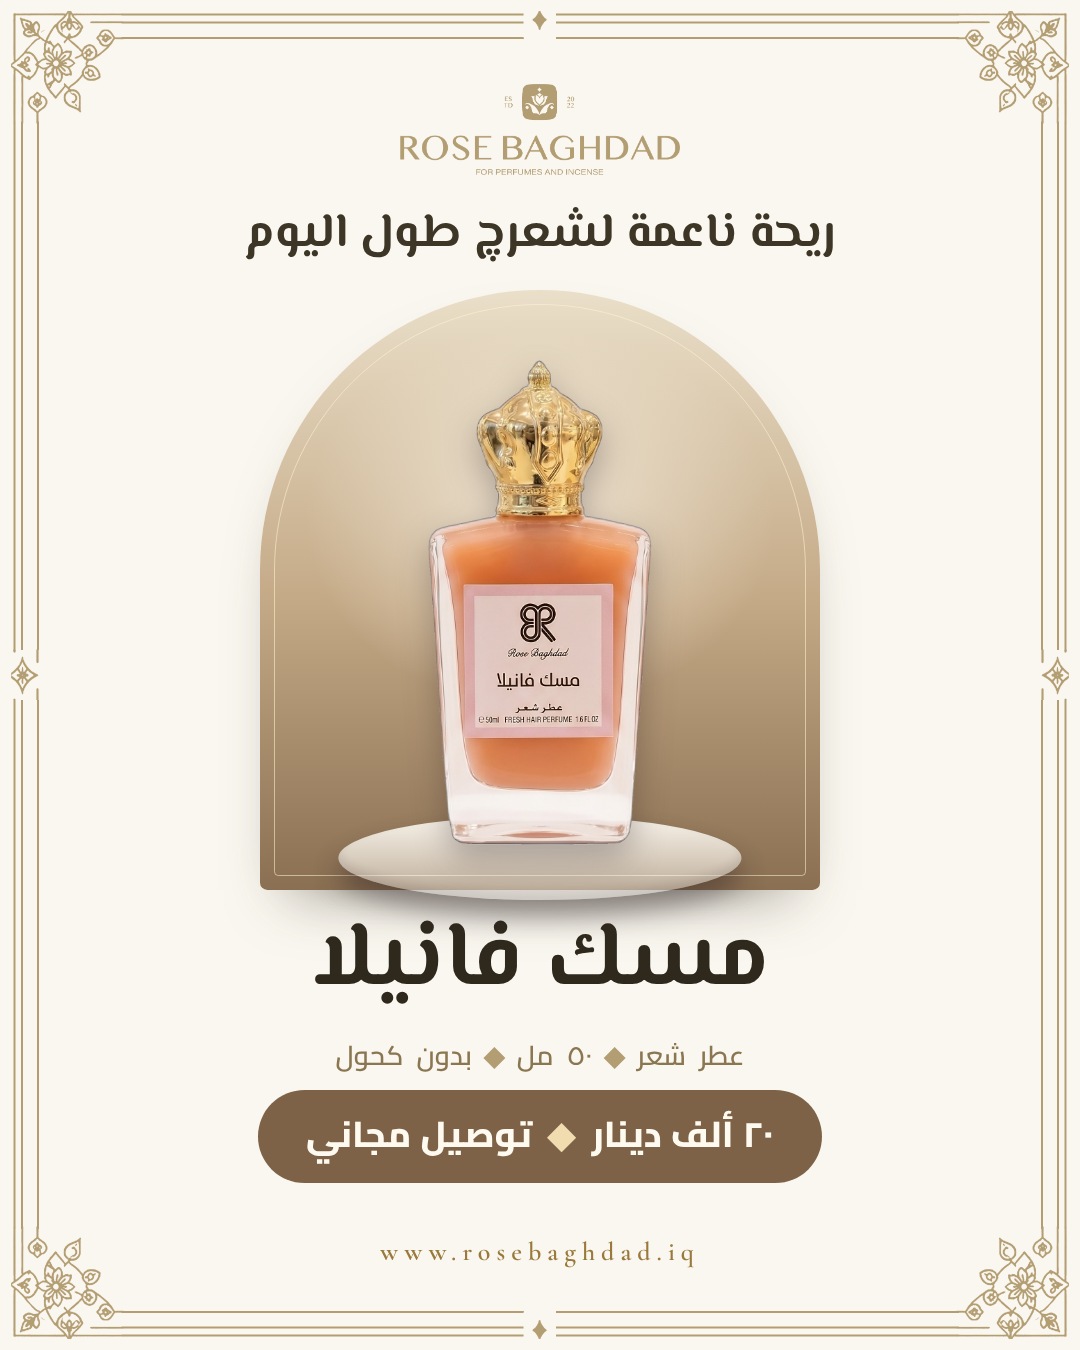 ES TD 20 22
ROSE BAGHDAD
FOR PERFUMES AND INCENSE
ريحة ناعمة لشعرچ طول اليوم
Rose Baghdad
مسك فانيلا
عطر شعر
℮ 50ml FRESH HAIR PERFUME 1.6 FL.OZ
مسك فانيلا
عطر شعر ◆ ٥٠ مل ◆ بدون كحول
٢٠ ألف دينار ◆ توصيل مجاني
www.rosebaghdad.iq